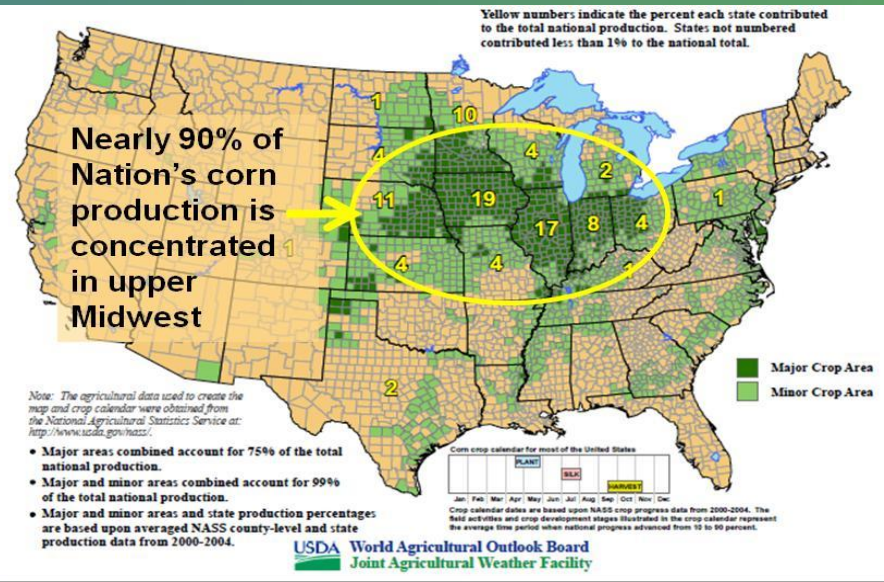 Yellow numbers indicate the percent each state contributed
to the total national production. States not numbered
contributed less than 1% to the national total.
1
10
Nearly 90% of
Nation's corn
production is
concentrated
in upper
Midwest
4
4
2
11
19
1
17
8
4
1
4
4
1
2
Major Crop Area
Minor Crop Area
Note: The agricultural data used to create the
map and crop calendar were obtained from
the National Agricultural Statistics Service at:
http://www.usda.gov/nass/.
• Major areas combined account for 75% of the total
national production.
• Major and minor areas combined account for 99%
of the total national production.
• Major and minor areas and state production percentages
are based upon averaged NASS county-level and state
production data from 2000-2004.
Corn crop calendar for most of the United States
PLANT
SILK
HARVEST
Jan Feb Mar Apr May Jun Jul Aug Sep Oct Nov Dec
Crop calendar dates are based upon NASS crop progress data from 2000-2004. The
field activities and crop development stages illustrated in the crop calendar represent
the average time period when national progress advanced from 10 to 90 percent.
USDA World Agricultural Outlook Board
Joint Agricultural Weather Facility